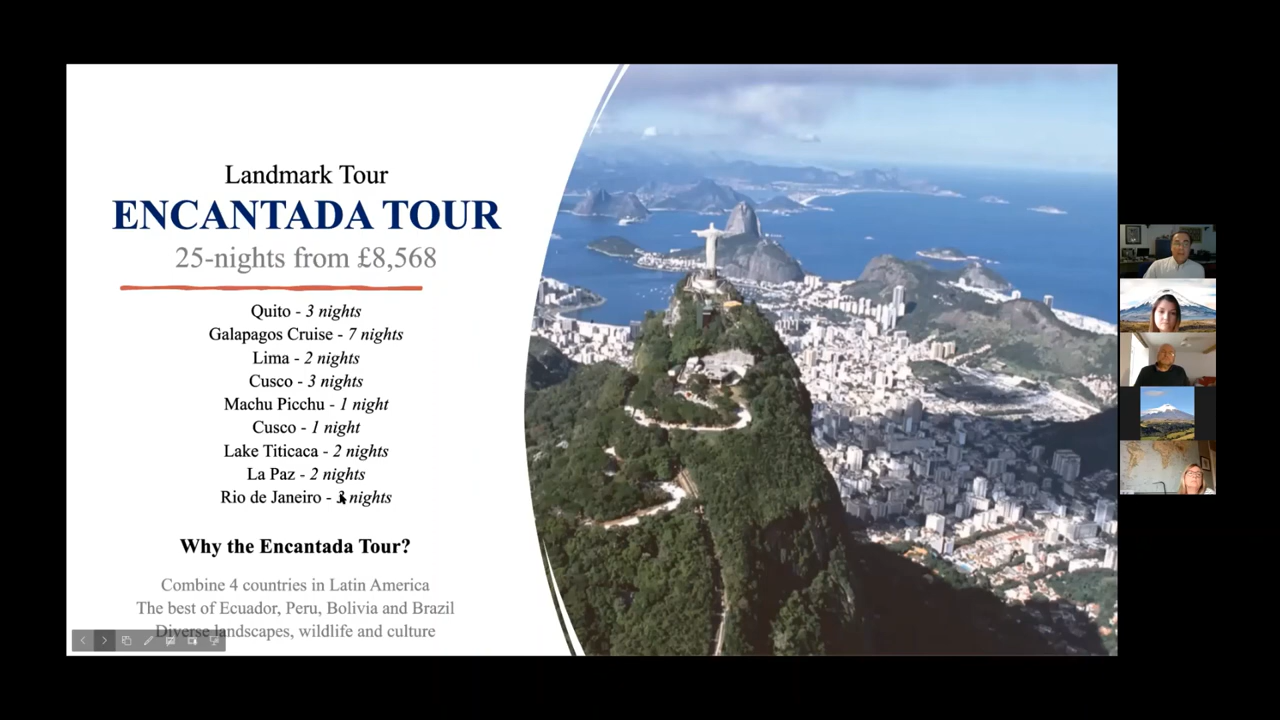 Landmark Tour
ENCANTADA TOUR
25-nights from £8,568
Quito - 3 nights
Galapagos Cruise - 7 nights
Lima - 2 nights
Cusco - 3 nights
Machu Picchu - 1 night
Cusco - 1 night
Lake Titicaca - 2 nights
La Paz - 2 nights
Rio de Janeiro - nights
Why the Encantada Tour?
Combine 4 countries in Latin America
The best of Ecuador, Peru, Bolivia and Brazil
Diverse landscapes, wildlife and culture